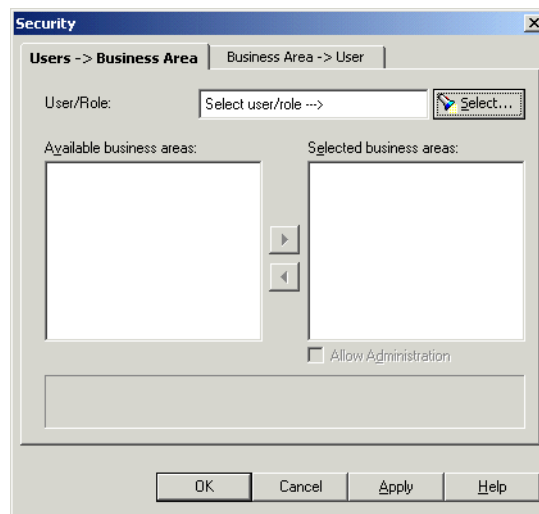 Security
Users -> Business Area
Business Area -> User
User/Role:
Select user/role --->
Select...
Available business areas:
Selected business areas:
Allow Administration
OK
Cancel
Apply
Help